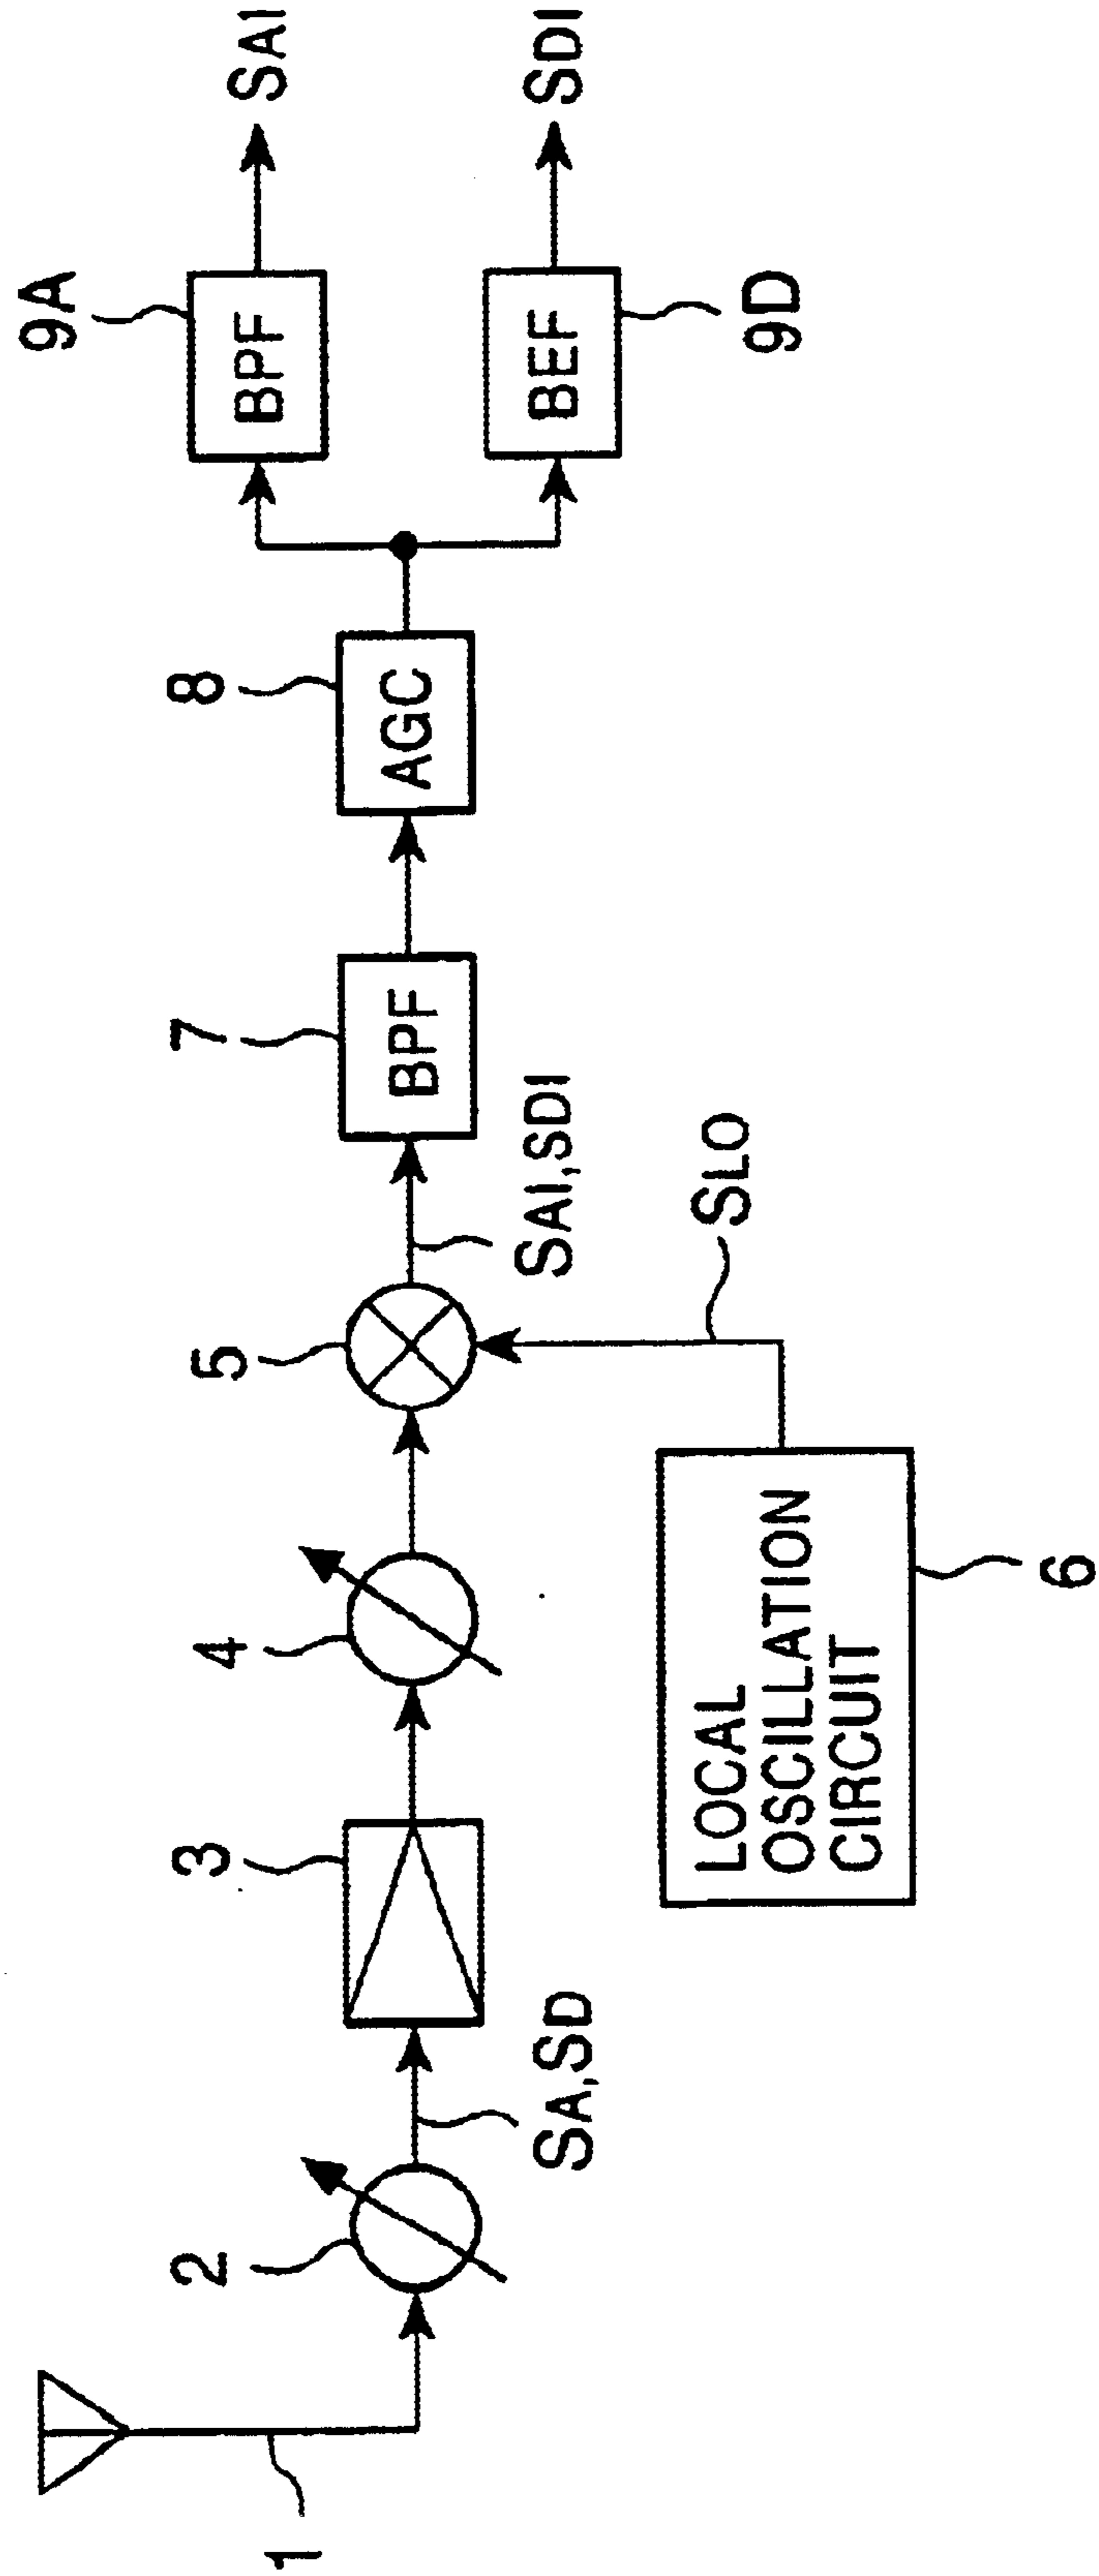 9A
BPF
SAI
8
AGC
7
BPF
BEF
SDI
9D
5
SAI,SDI
4
3
2
SLO
SA,SD
LOCAL
OSCILLATION
CIRCUIT
6
1